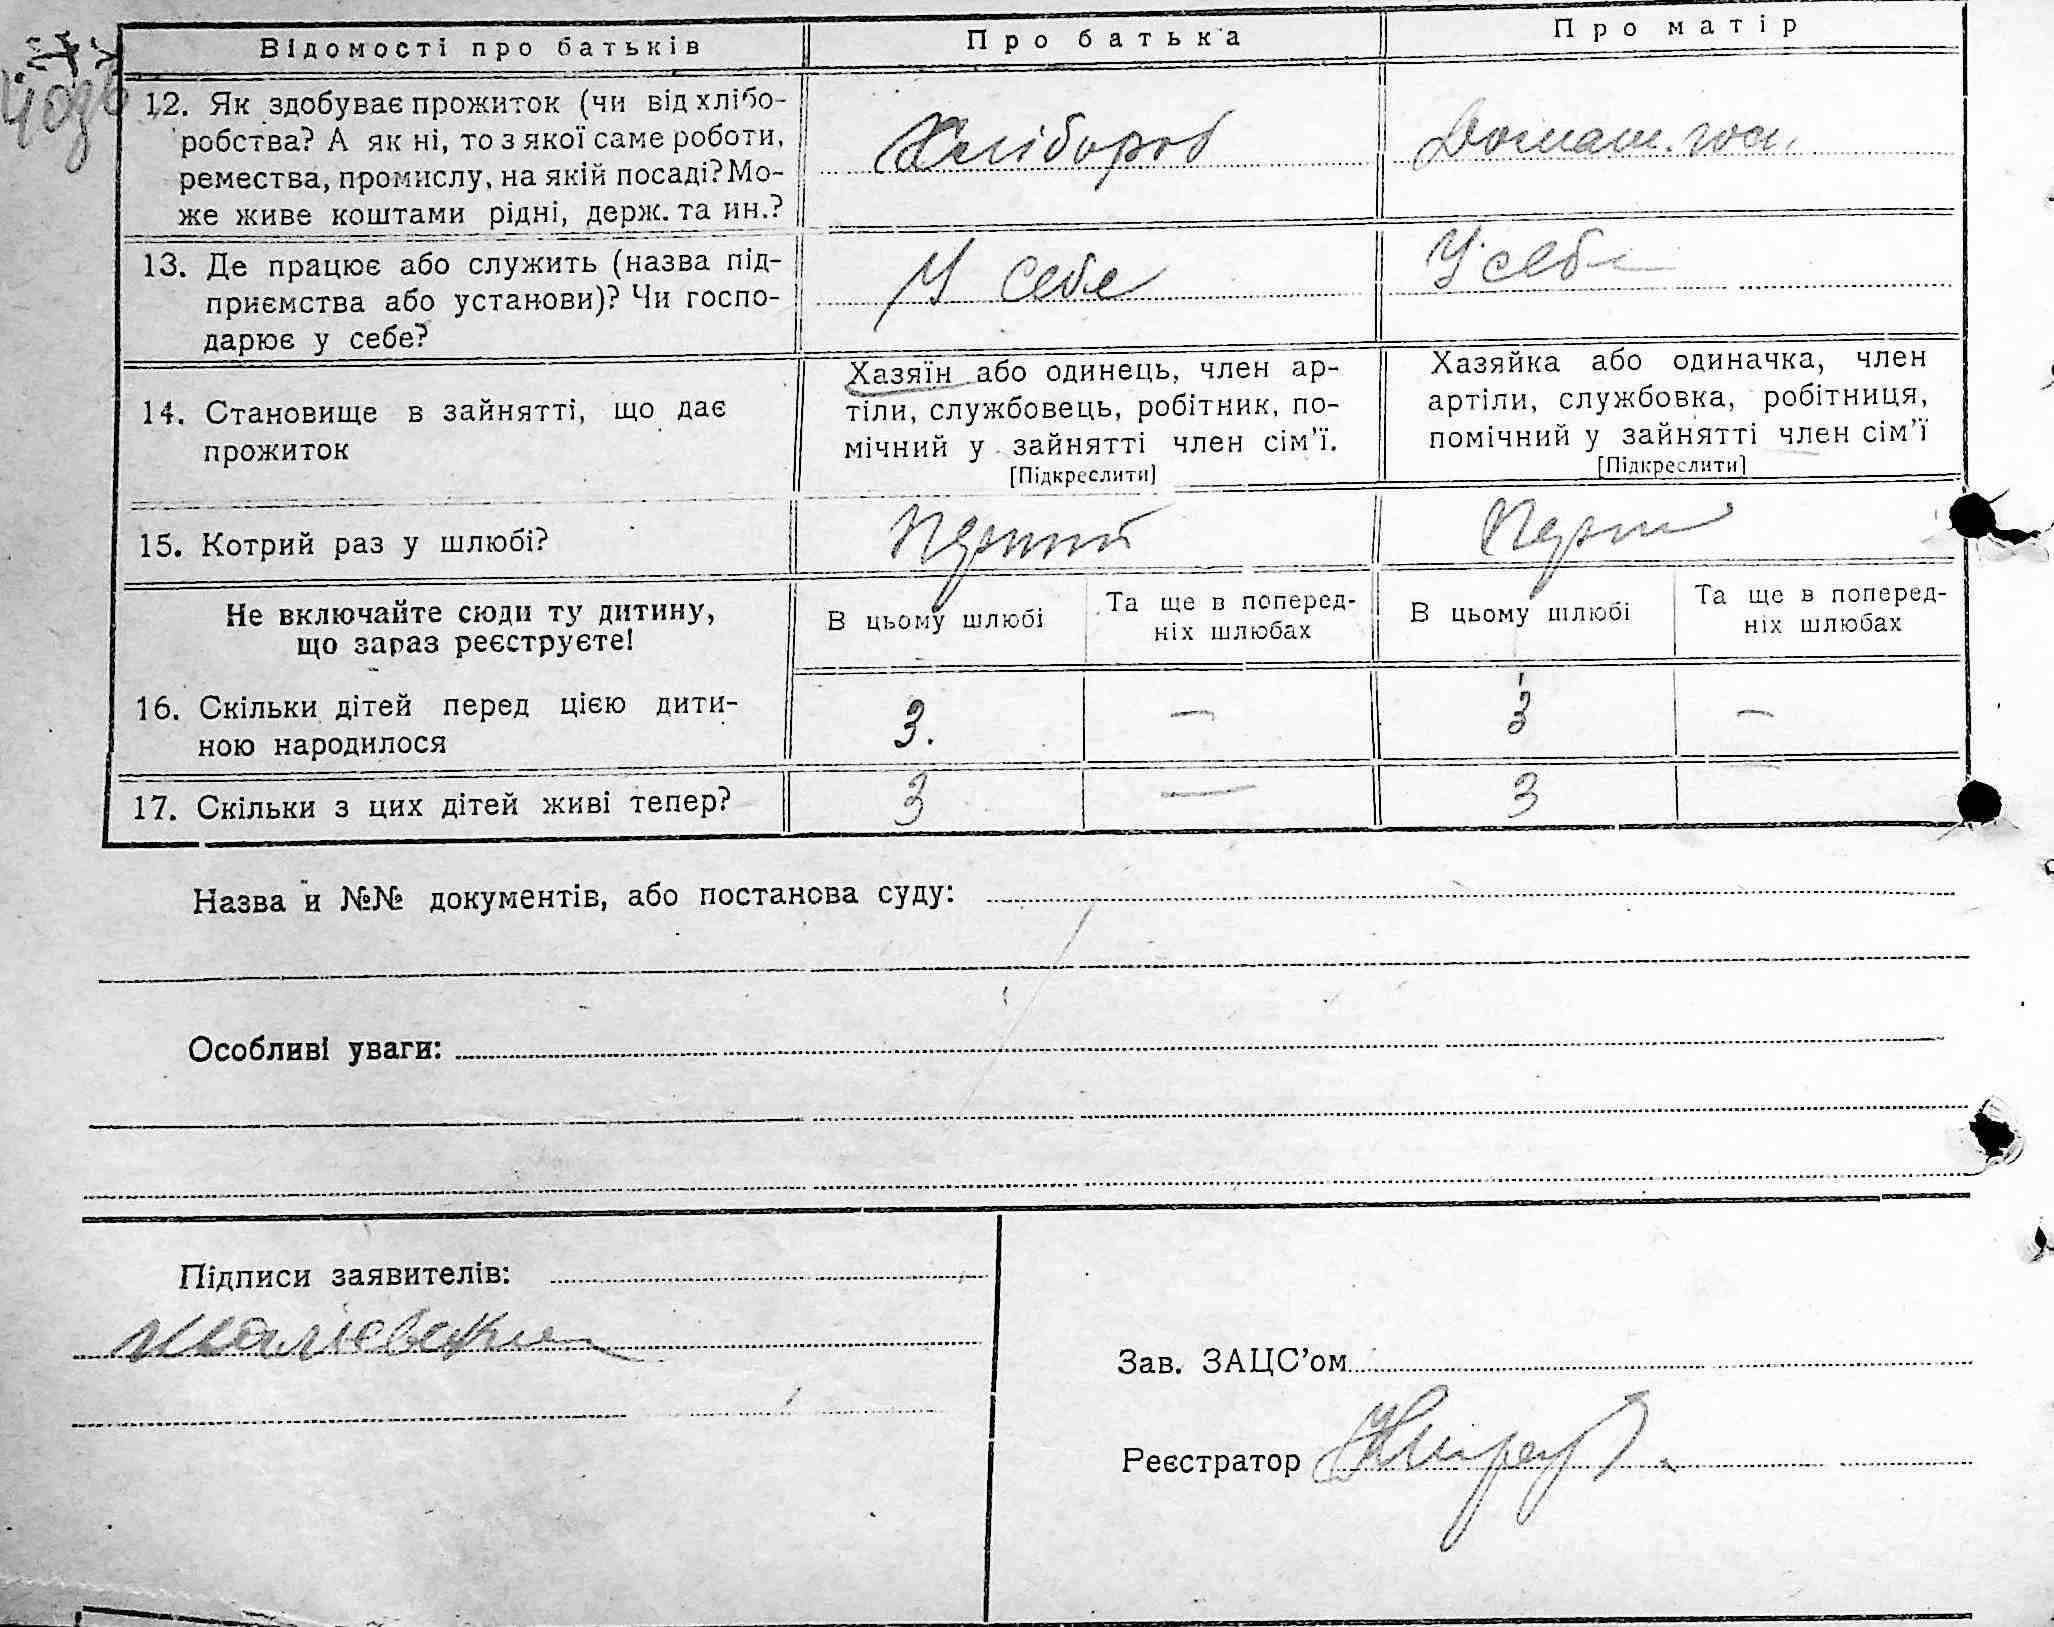 Відомості про батьків
Про батька
Про матір
12. Як здобуває прожиток (чи від хлібо-
робства? А як ні, то з якої саме роботи,
ремества, промислу, на якій посаді? Мо-
же живе коштами рідні, держ. та ин.?
Хлібороб
Домаш. гос.
13. Де працює або служить (назва під-
приємства або установи)? Чи госпо-
дарює у себе?
У себе
У себе
14. Становище в зайнятті, що дає
прожиток
Хазяїн або одинець, член ар-
тіли, службовець, робітник, по-
мічний у зайнятті член сім'ї.
[Підкреслити]
Хазяйка або одиначка, член
артіли, службовка, робітниця,
помічний у зайнятті член сім'ї
[Підкреслити]
15. Котрий раз у шлюбі?
Перший
Перш
Не включайте сюди ту дитину,
що зараз реєструєте!
В цьому шлюбі
Та ще в поперед-
ніх шлюбах
В цьому шлюбі
Та ще в поперед-
ніх шлюбах
16. Скільки дітей перед цією дити-
ною народилося
3. — 3 —
17. Скільки з цих дітей живі тепер?
3 — 3
Назва й №№ документів, або постанова суду:
Особливі уваги:
Підписи заявителів:
Зав. ЗАЦС'ом
Реєстратор